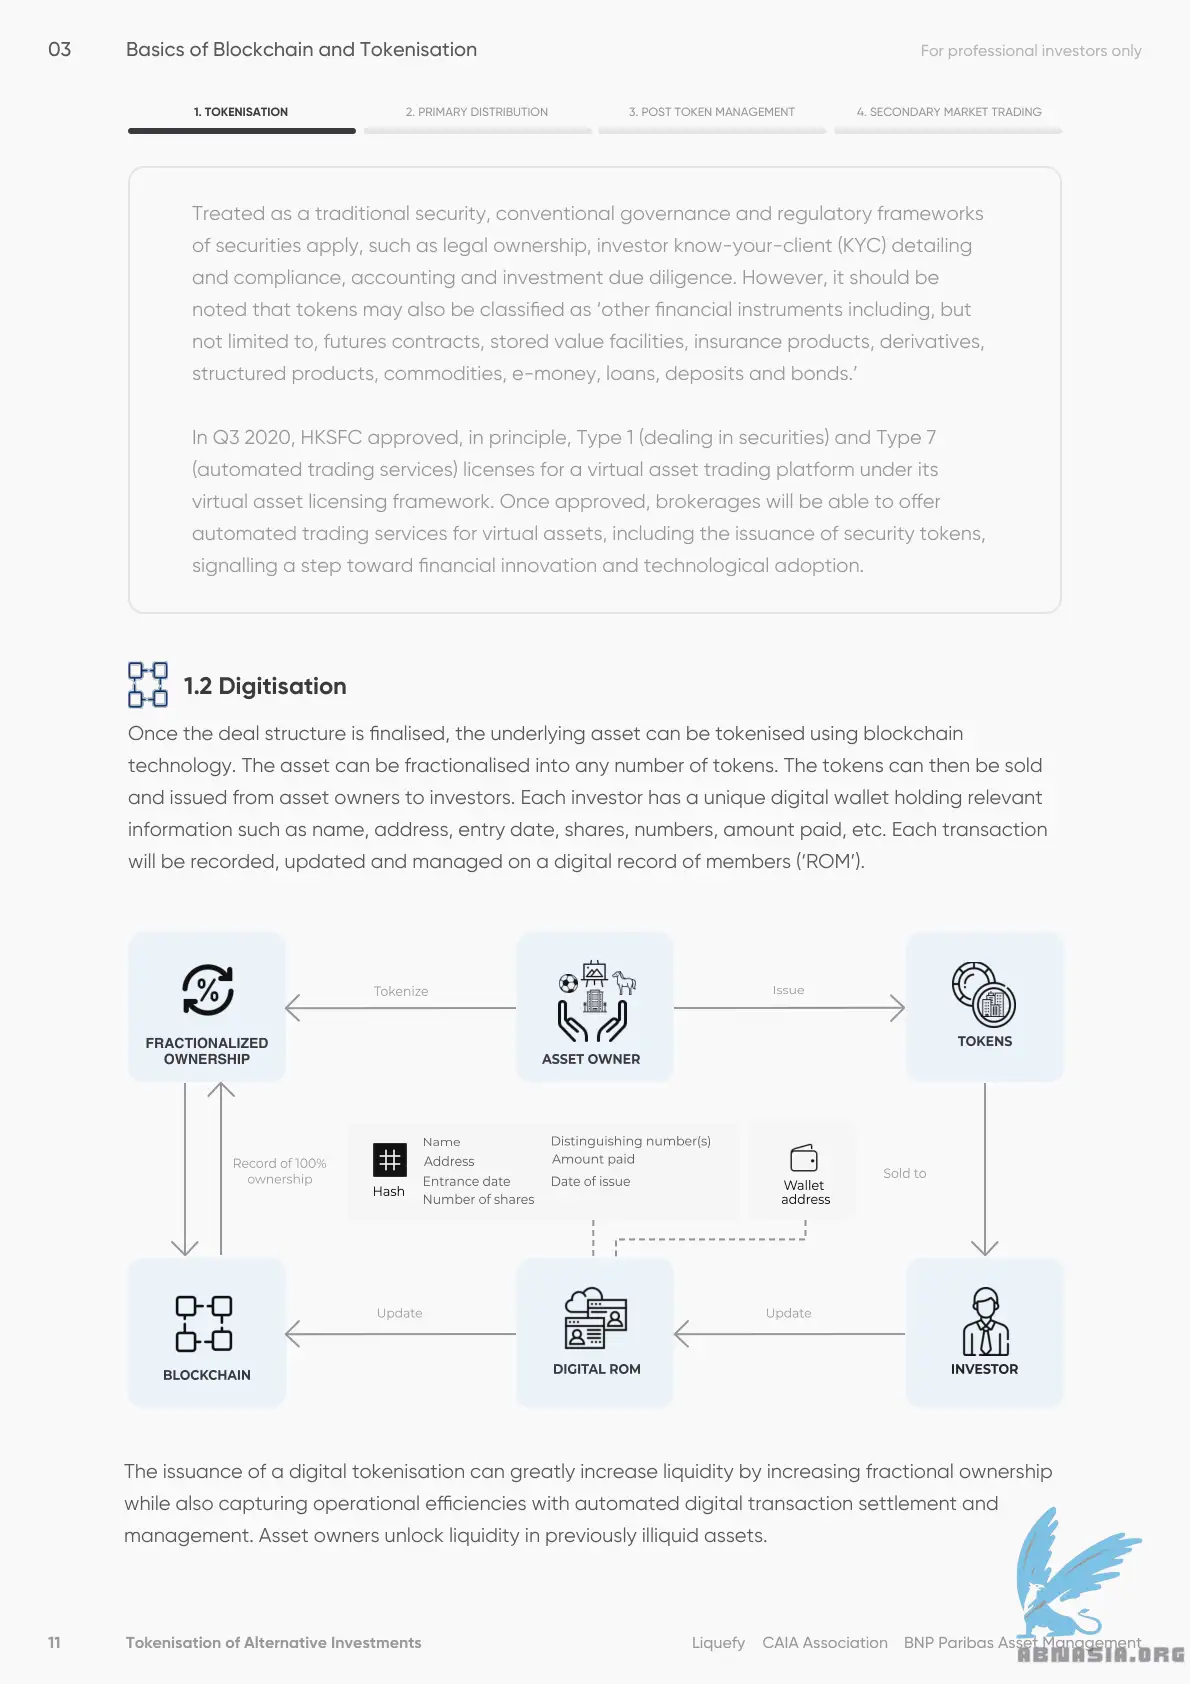 03 Basics of Blockchain and Tokenisation For professional investors only
1. TOKENISATION 2. PRIMARY DISTRIBUTION 3. POST TOKEN MANAGEMENT 4. SECONDARY MARKET TRADING
Treated as a traditional security, conventional governance and regulatory frameworks
of securities apply, such as legal ownership, investor know-your-client (KYC) detailing
and compliance, accounting and investment due diligence. However, it should be
noted that tokens may also be classified as ‘other financial instruments including, but
not limited to, futures contracts, stored value facilities, insurance products, derivatives,
structured products, commodities, e-money, loans, deposits and bonds.’
In Q3 2020, HKSFC approved, in principle, Type 1 (dealing in securities) and Type 7
(automated trading services) licenses for a virtual asset trading platform under its
virtual asset licensing framework. Once approved, brokerages will be able to offer
automated trading services for virtual assets, including the issuance of security tokens,
signalling a step toward financial innovation and technological adoption.
1.2 Digitisation
Once the deal structure is finalised, the underlying asset can be tokenised using blockchain
technology. The asset can be fractionalised into any number of tokens. The tokens can then be sold
and issued from asset owners to investors. Each investor has a unique digital wallet holding relevant
information such as name, address, entry date, shares, numbers, amount paid, etc. Each transaction
will be recorded, updated and managed on a digital record of members (‘ROM’).
%
FRACTIONALIZED
OWNERSHIP
Tokenize
ASSET OWNER
Issue
TOKENS
Record of 100%
ownership
Hash
Name
Address
Entrance date
Number of shares
Distinguishing number(s)
Amount paid
Date of issue
Wallet
address
Sold to
BLOCKCHAIN
Update
DIGITAL ROM
Update
INVESTOR
The issuance of a digital tokenisation can greatly increase liquidity by increasing fractional ownership
while also capturing operational efficiencies with automated digital transaction settlement and
management. Asset owners unlock liquidity in previously illiquid assets.
11 Tokenisation of Alternative Investments Liquefy CAIA Association BNP Paribas Asset Management
ABNASIA.ORG